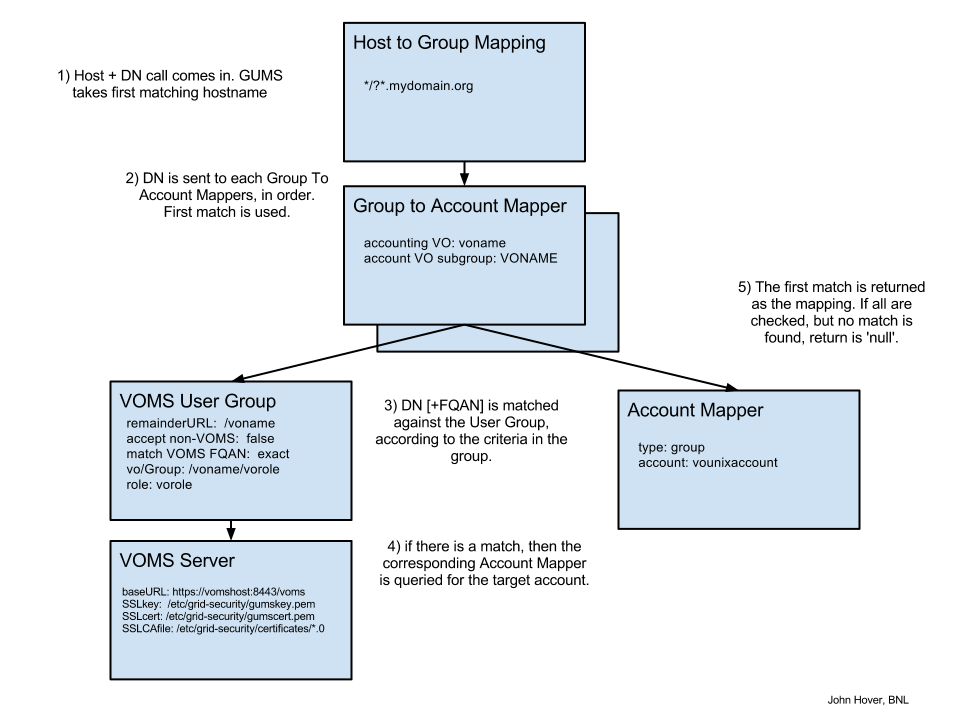 Host to Group Mapping
*/?*.mydomain.org
1) Host + DN call comes in. GUMS
takes first matching hostname
2) DN is sent to each Group To
Account Mappers, in order.
First match is used.
Group to Account Mapper
accounting VO: voname
account VO subgroup: VONAME
5) The first match is returned
as the mapping. If all are
checked, but no match is
found, return is 'null'.
VOMS User Group
remainderURL:  /voname
accept non-VOMS:  false
match VOMS FQAN:  exact
vo/Group: /voname/vorole
role: vorole
3) DN [+FQAN] is matched
against the User Group,
according to the criteria in the
group.
Account Mapper
type: group
account: vounixaccount
VOMS Server
baseURL: https://vomshost:8443/voms
SSLkey:  /etc/grid-security/gumskey.pem
SSLcert: /etc/grid-security/gumscert.pem
SSLCAfile: /etc/grid-security/certificates/*.0
4) if there is a match, then the
corresponding Account Mapper
is queried for the target account.
John Hover, BNL